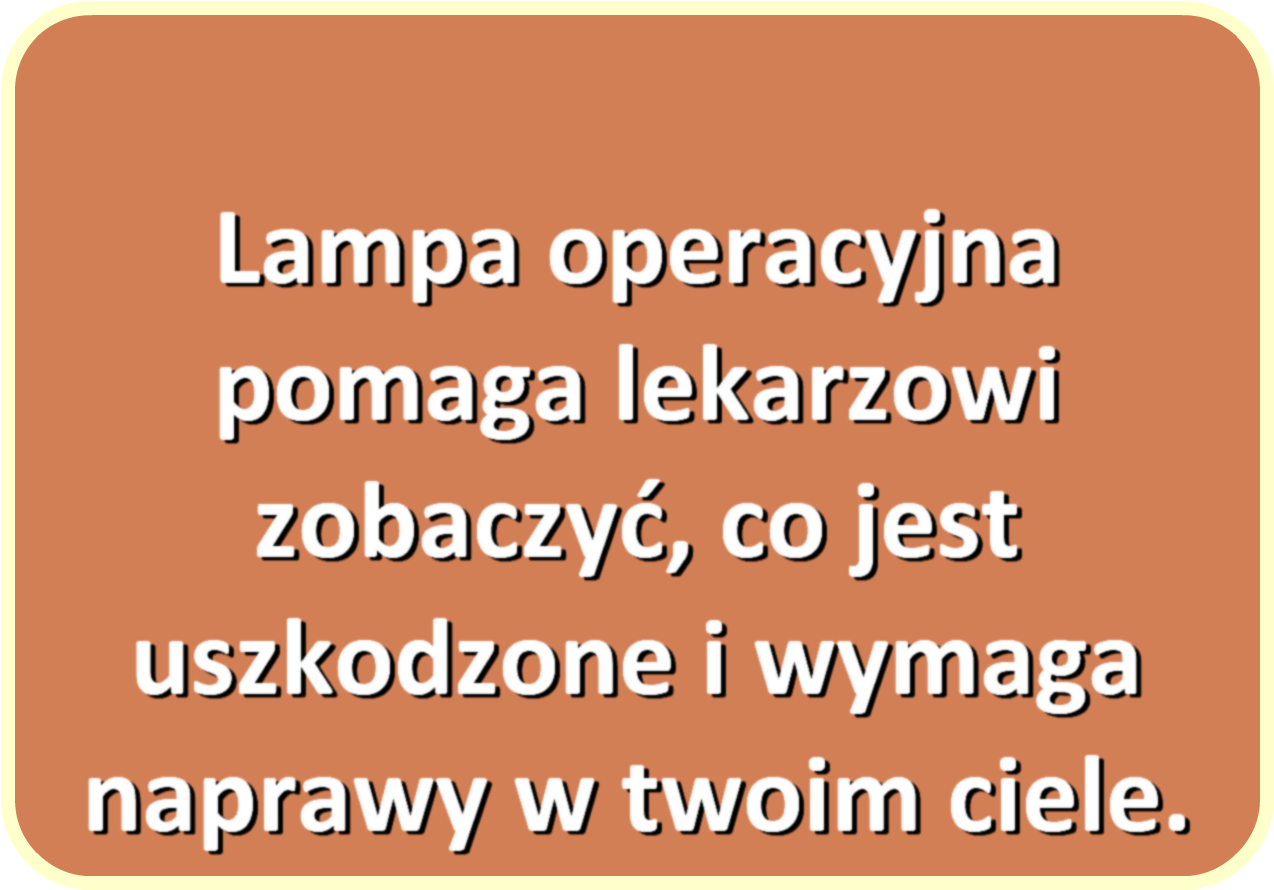 Lampa operacyjna
pomaga lekarzowi
zobaczyć, co jest
uszkodzone i wymaga
naprawy w twoim ciele.